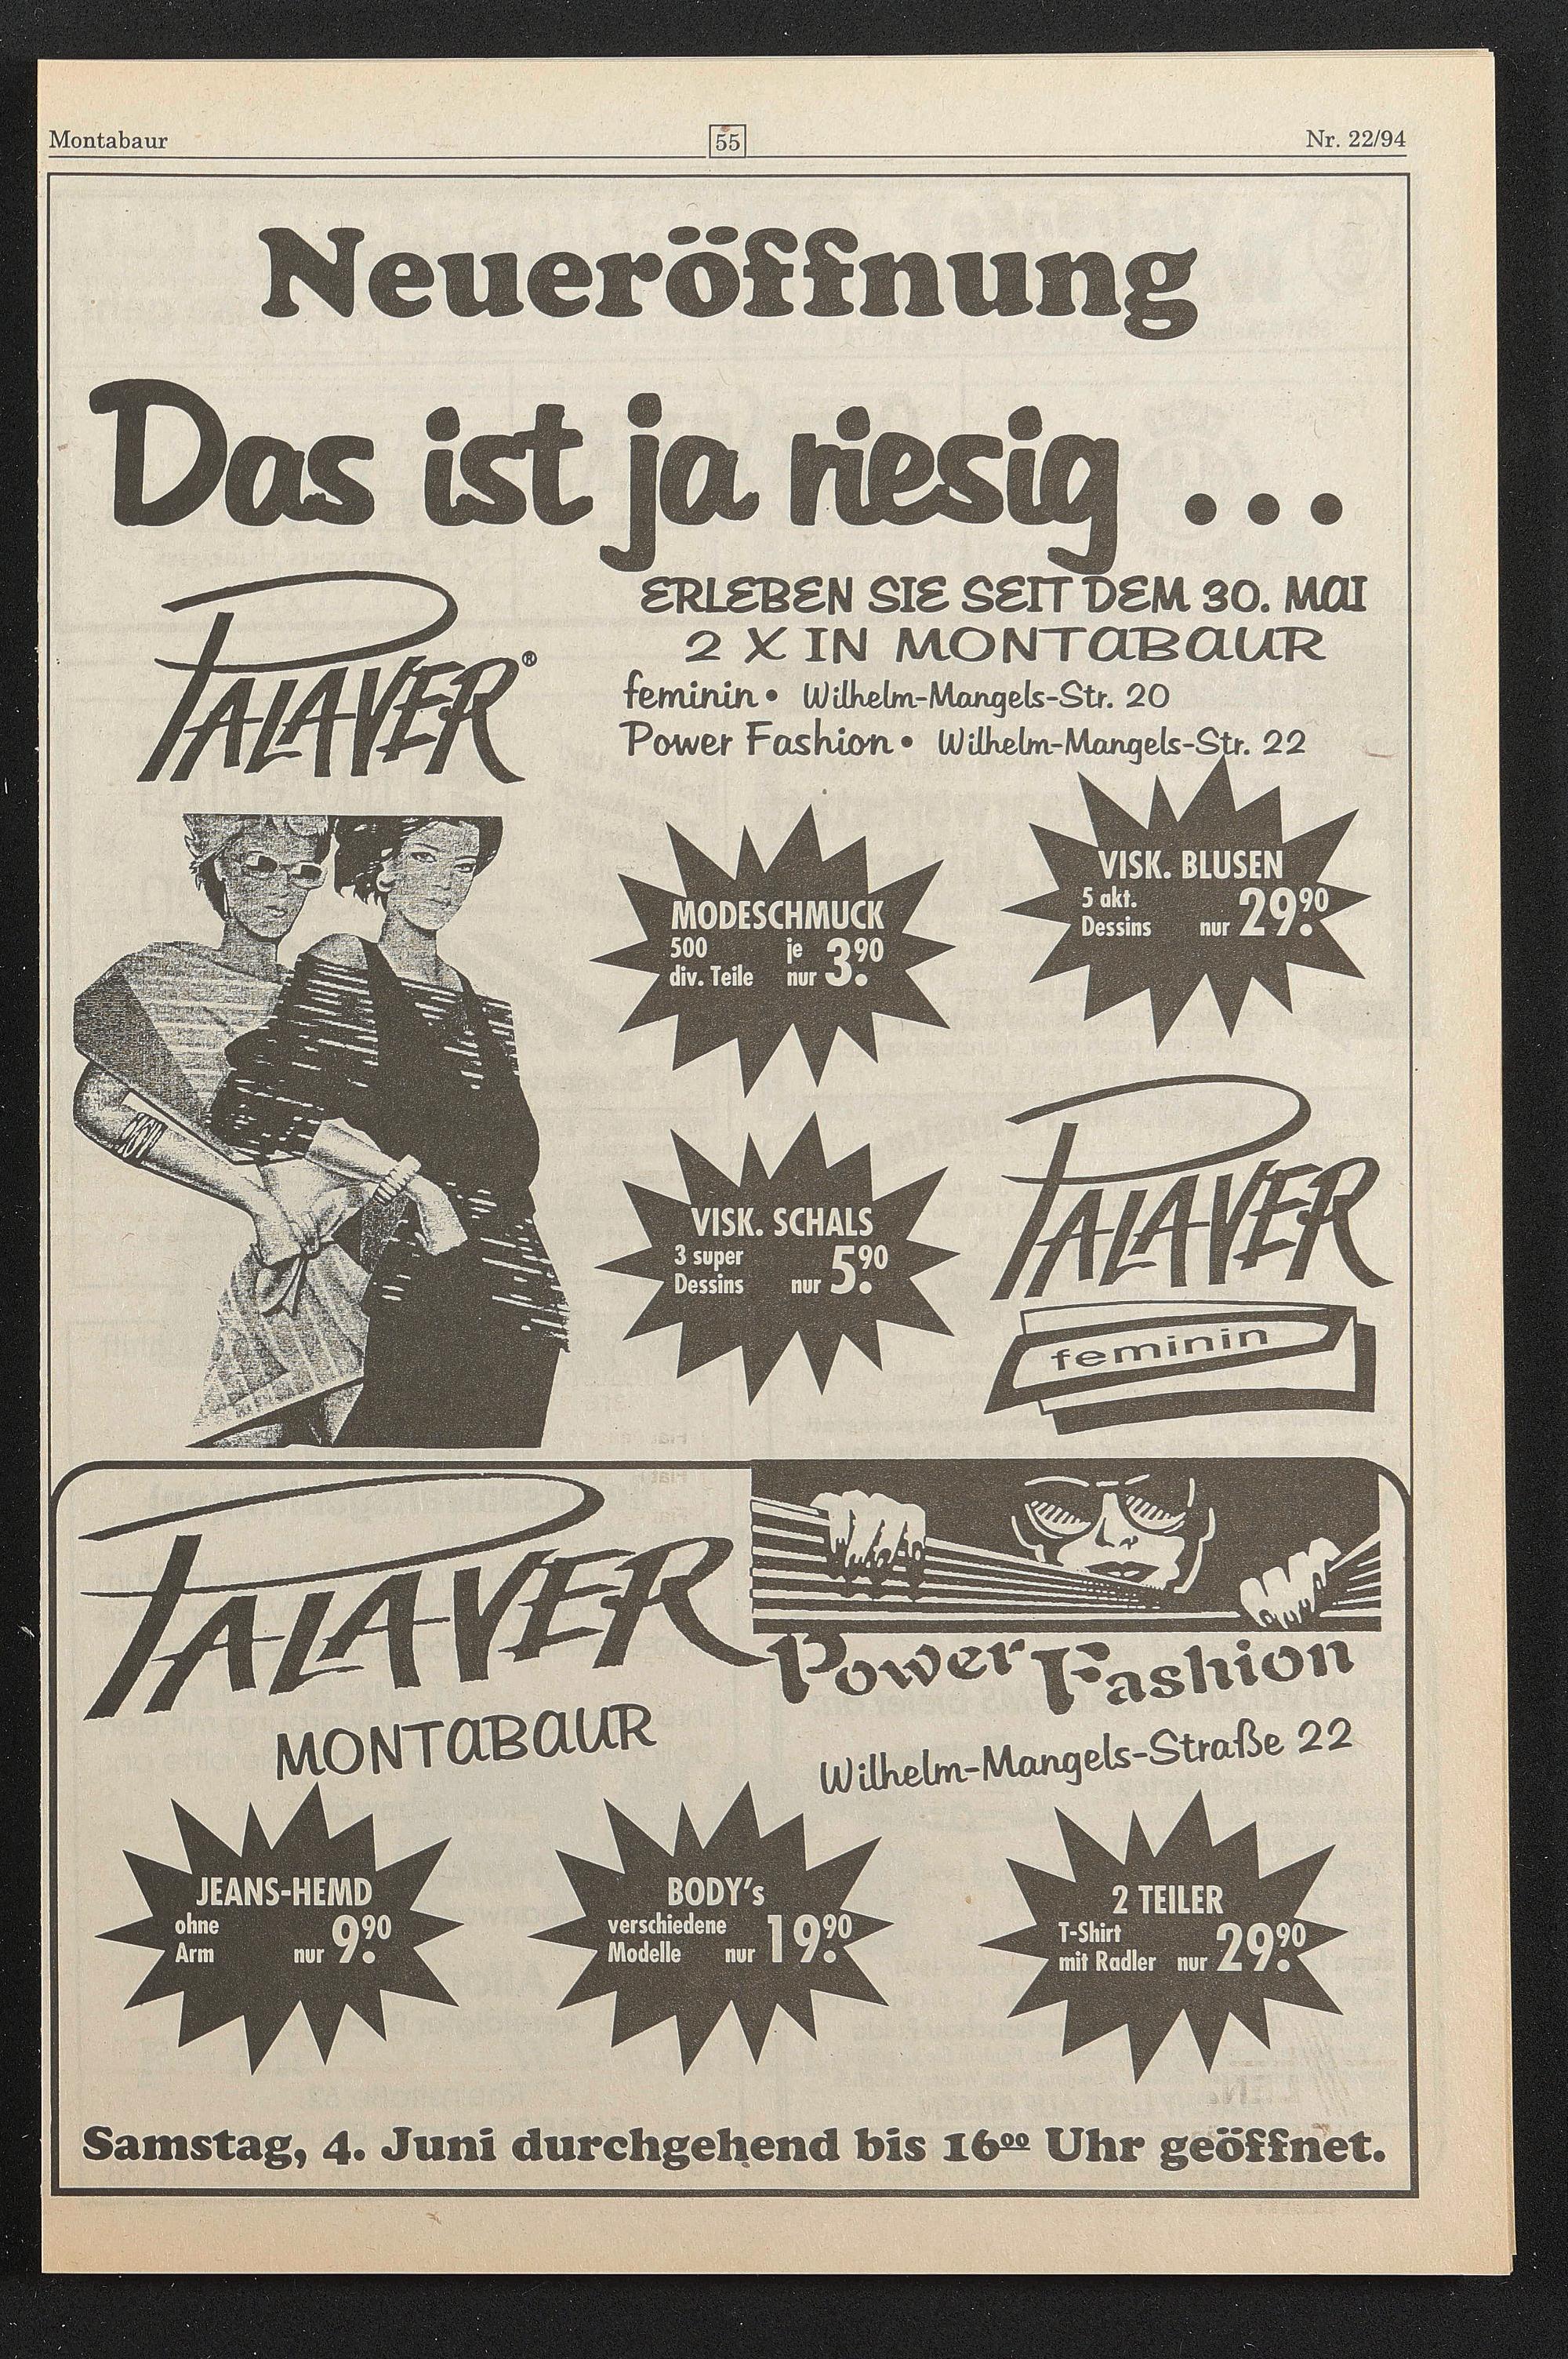 Montabaur
55
Nr. 22/94
Neueröffnung
Das ist ja riesig ...
PALAVER®
ERLEBEN SIE SEIT DEM 30. MAI
2 X IN MONTABAUR
feminin • Wilhelm-Mangels-Str. 20
Power Fashion • Wilhelm-Mangels-Str. 22
MODESCHMUCK
500 je
div. Teile nur 3.90
VISK. BLUSEN
5 akt.
Dessins nur 29.90
VISK. SCHALS
3 super
Dessins nur 5.90
PALAVER
feminin
PALAVER
MONTABAUR
Power Fashion
Wilhelm-Mangels-Straße 22
JEANS-HEMD
ohne
Arm nur 9.90
BODY's
verschiedene
Modelle nur 19.90
2 TEILER
T-Shirt
mit Radler nur 29.90
Samstag, 4. Juni durchgehend bis 16⁰⁰ Uhr geöffnet.